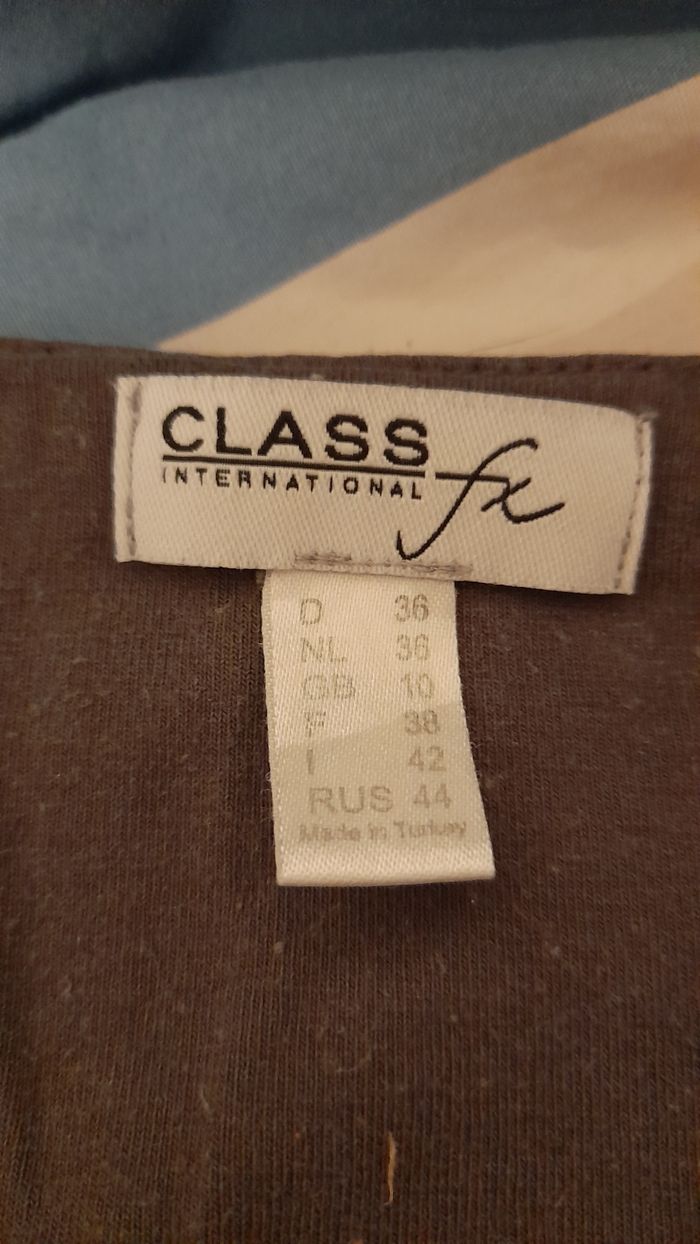 CLASS
INTERNATIONAL fx
D 36
NL 36
GB 10
F 38
I 42
RUS 44
Made in Turkey